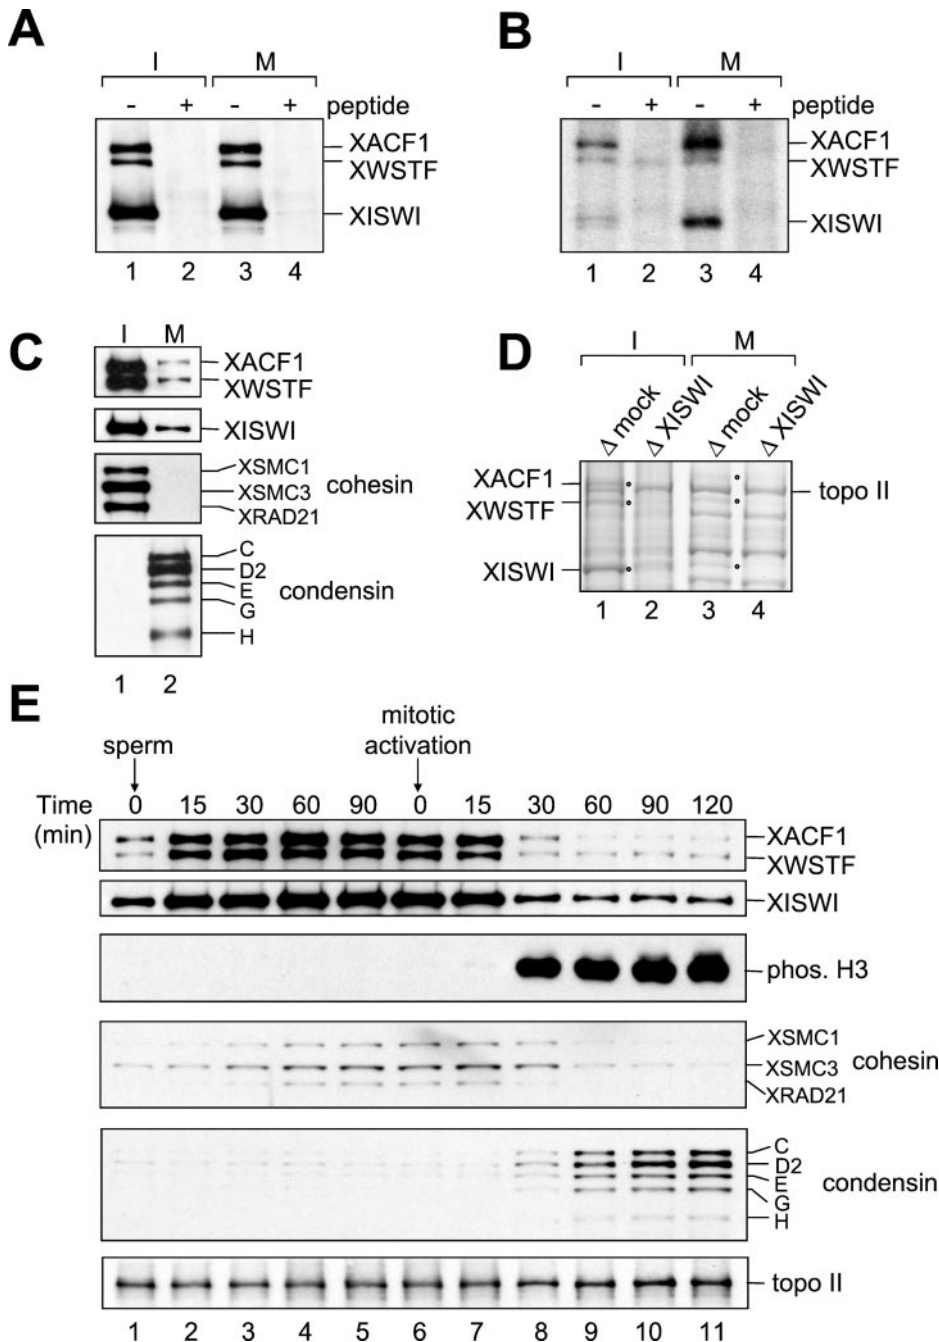 A
I M
- + - + peptide
XACF1
XWSTF
XISWI
1 2 3 4
B
I M
- + - + peptide
XACF1
XWSTF
XISWI
1 2 3 4
C
I M
XACF1
XWSTF
XISWI
XSMC1
XSMC3 cohesin
XRAD21
C
D2
E condensin
G
H
1 2
D
I M
Δ mock Δ XISWI Δ mock Δ XISWI
XACF1
topo II
XWSTF
XISWI
1 2 3 4
E
sperm mitotic activation
Time (min) 0 15 30 60 90 0 15 30 60 90 120
XACF1
XWSTF
XISWI
phos. H3
XSMC1
XSMC3 cohesin
XRAD21
C
D2
E condensin
G
H
topo II
1 2 3 4 5 6 7 8 9 10 11